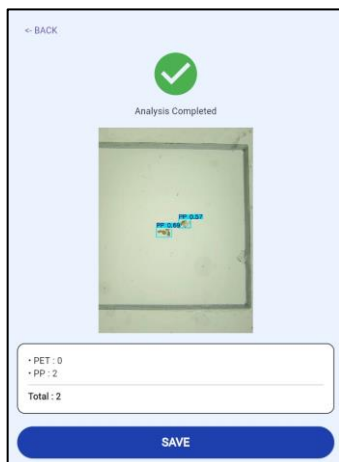 <- BACK
Analysis Completed
PP 0.57
PP 0.69
• PET : 0
• PP : 2
Total : 2
SAVE